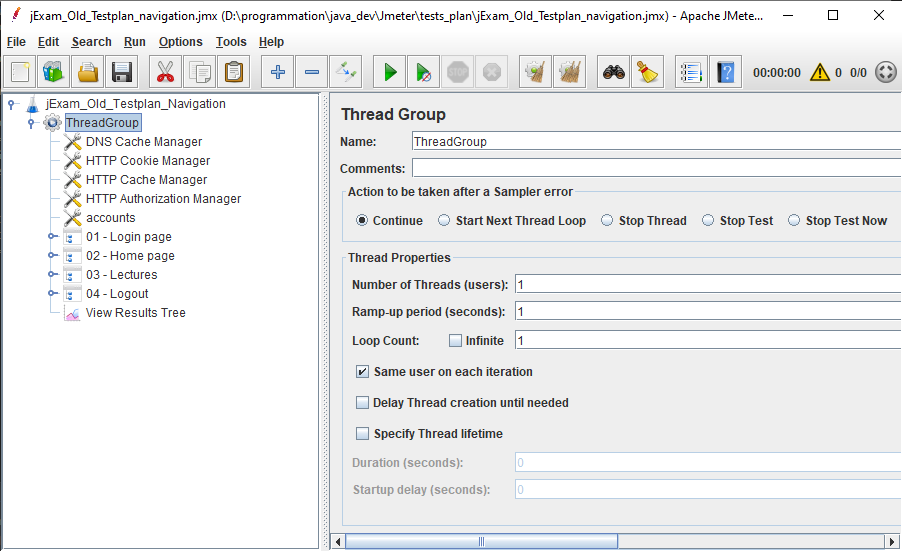 jExam_Old_Testplan_navigation.jmx (D:\programmation\java_dev\Jmeter\tests_plan\jExam_Old_Testplan_navigation.jmx) - Apache JMete...
File Edit Search Run Options Tools Help
00:00:00 0 0/0
jExam_Old_Testplan_Navigation
ThreadGroup
DNS Cache Manager
HTTP Cookie Manager
HTTP Cache Manager
HTTP Authorization Manager
accounts
01 - Login page
02 - Home page
03 - Lectures
04 - Logout
View Results Tree
Thread Group
Name: ThreadGroup
Comments:
Action to be taken after a Sampler error
Continue Start Next Thread Loop Stop Thread Stop Test Stop Test Now
Thread Properties
Number of Threads (users): 1
Ramp-up period (seconds): 1
Loop Count: Infinite 1
Same user on each iteration
Delay Thread creation until needed
Specify Thread lifetime
Duration (seconds): 0
Startup delay (seconds): 0